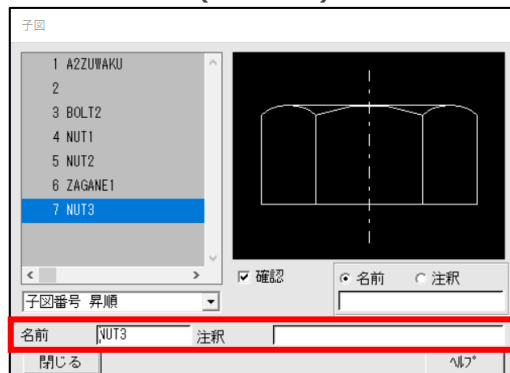 子図
1 A2ZUWAKU
2
3 BOLT2
4 NUT1
5 NUT2
6 ZAGANE1
7 NUT3
確認
名前 注釈
子図番号 昇順
名前 NUT3 注釈
閉じる ﾍﾙﾌﾟ